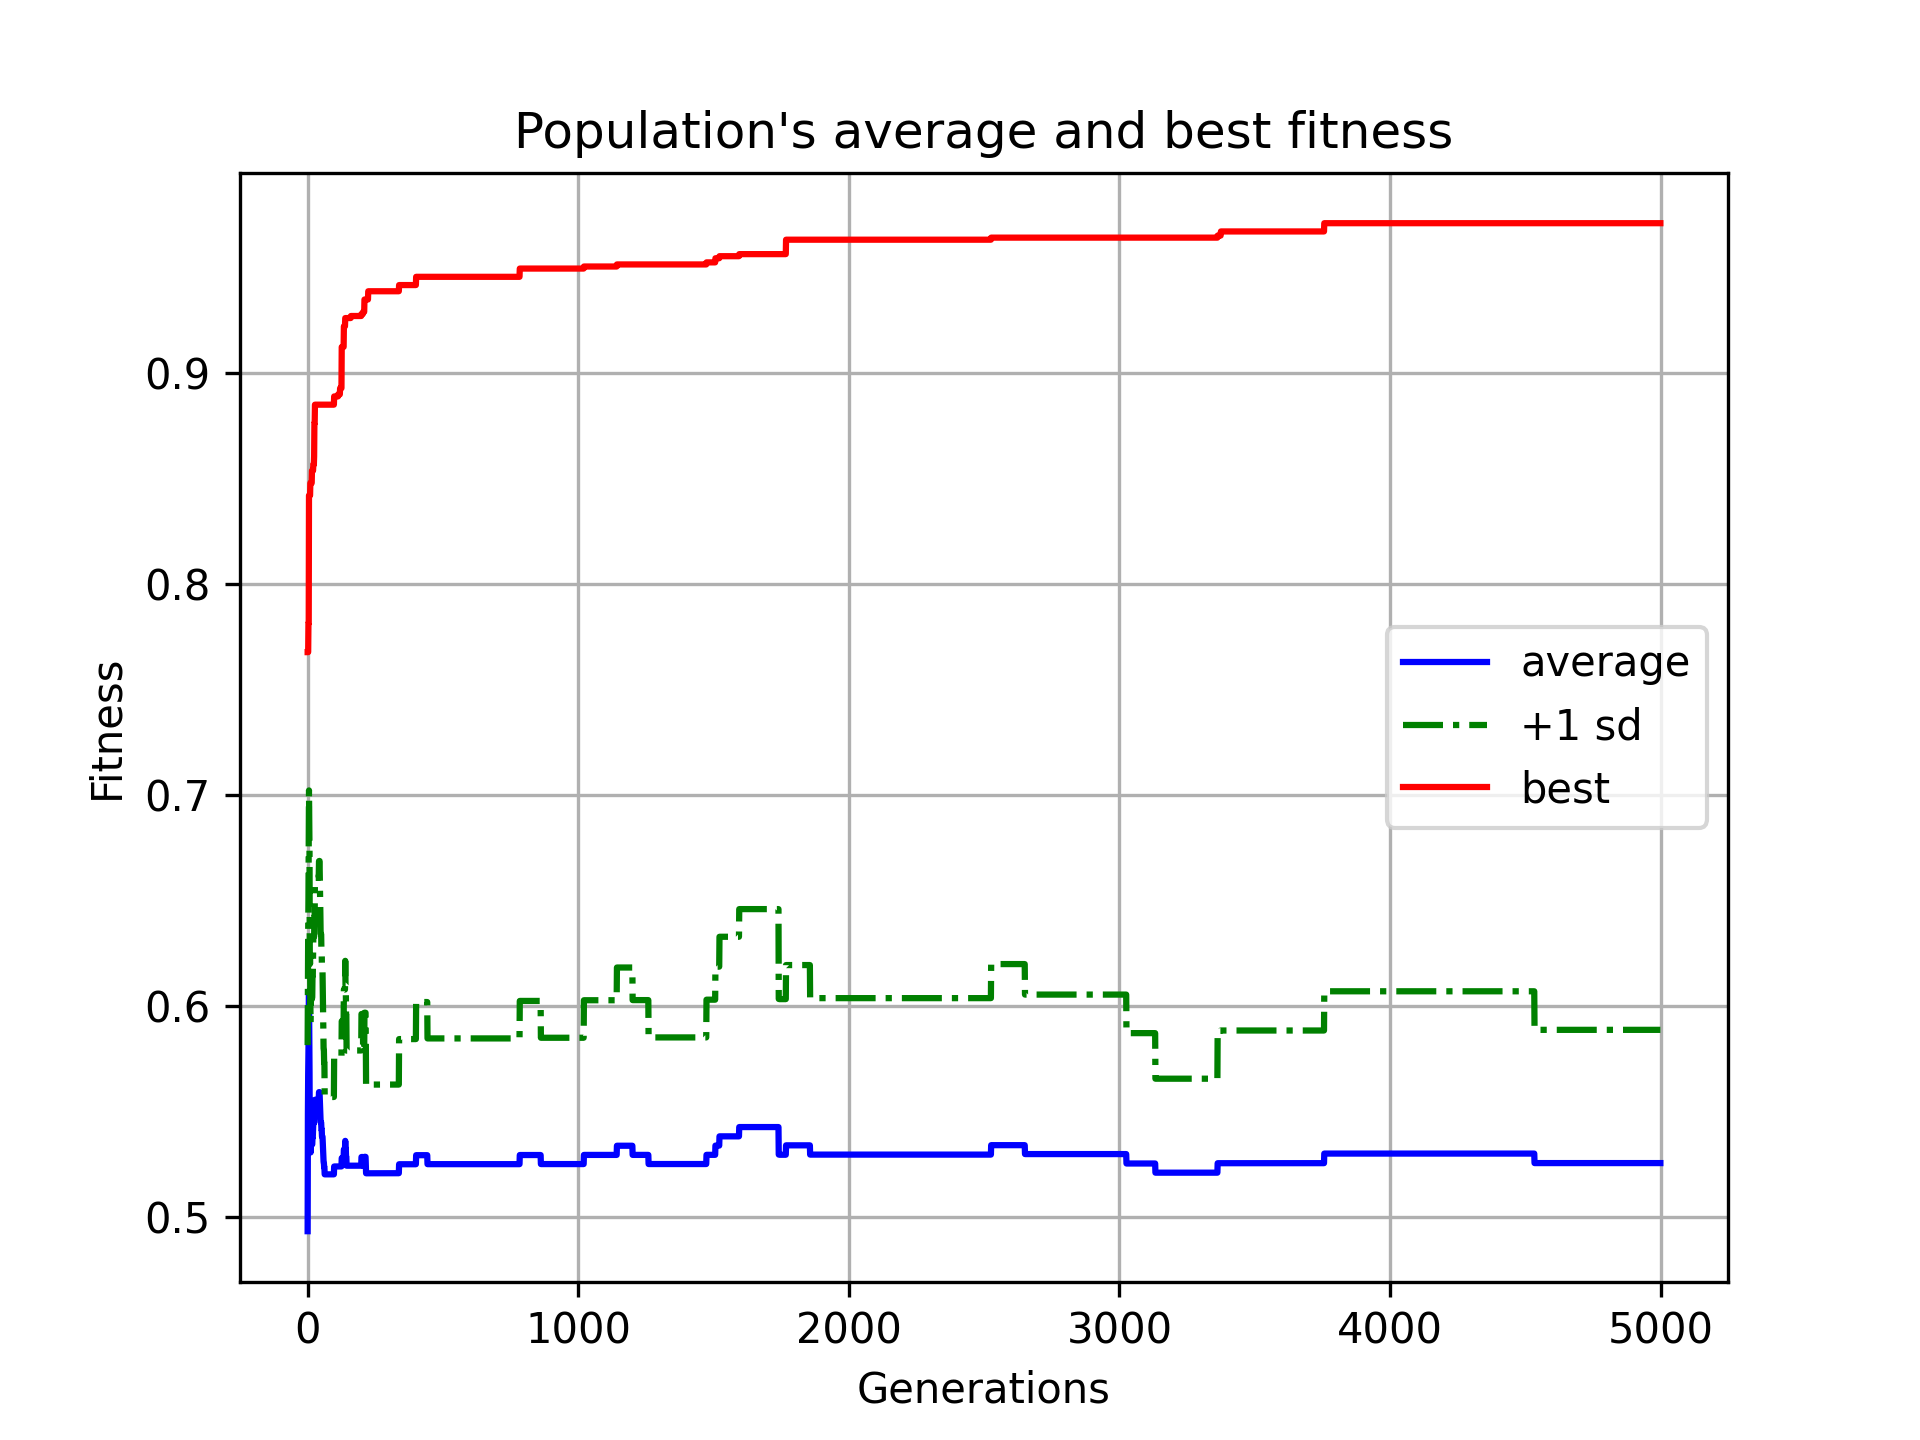 Population's average and best fitness
Fitness
0.9
0.8
0.7
0.6
0.5
average
+1 sd
best
0 1000 2000 3000 4000 5000
Generations